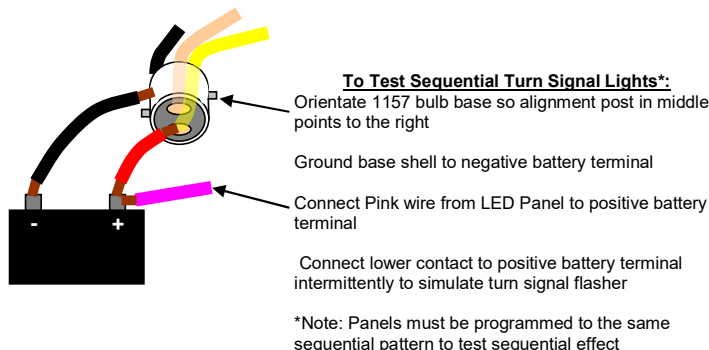 To Test Sequential Turn Signal Lights*:
Orientate 1157 bulb base so alignment post in middle
points to the right
Ground base shell to negative battery terminal
Connect Pink wire from LED Panel to positive battery
terminal
- +
Connect lower contact to positive battery terminal
intermittently to simulate turn signal flasher
*Note: Panels must be programmed to the same
sequential pattern to test sequential effect